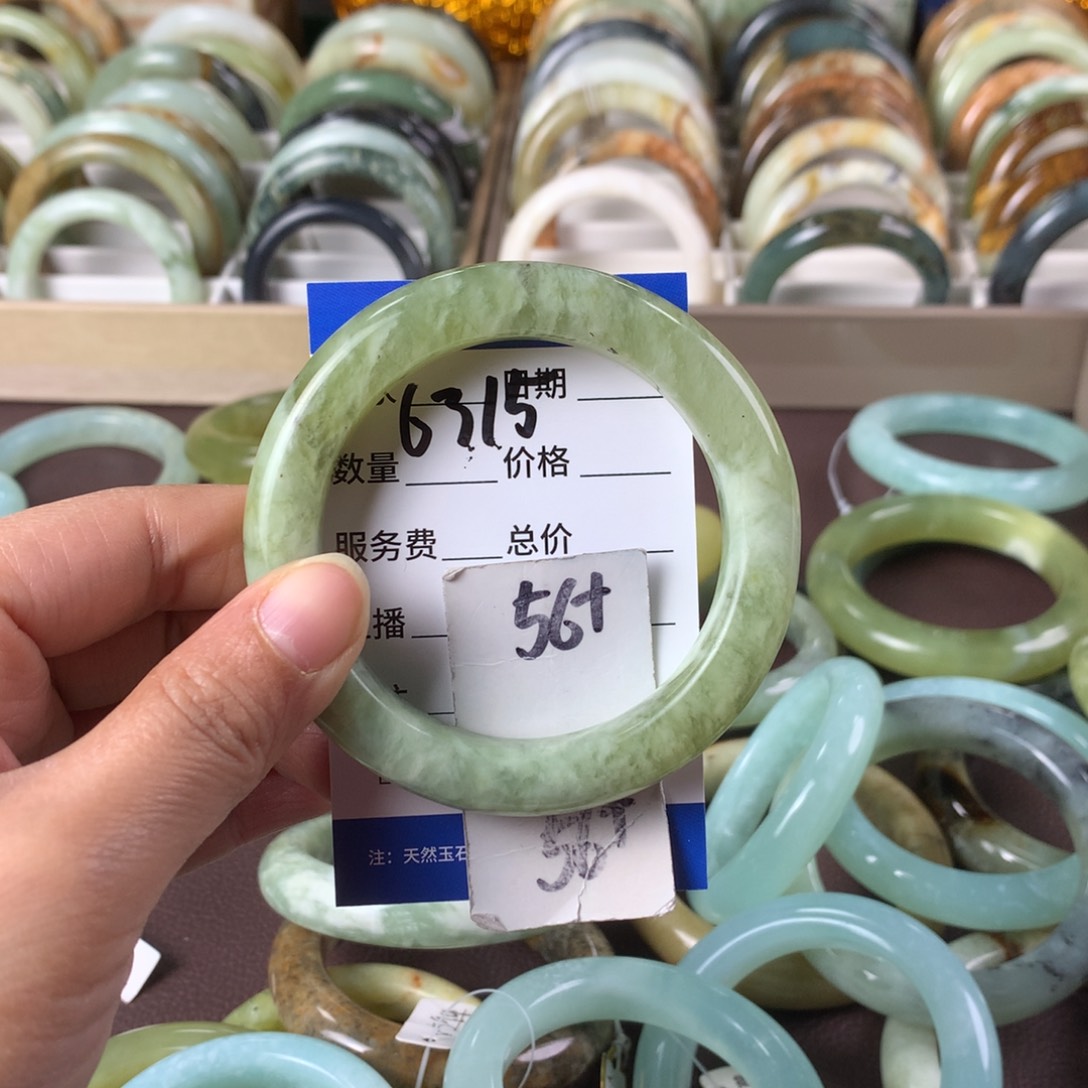 6315 日期
数量 价格
服务费 总价
播
56+
注：天然玉石